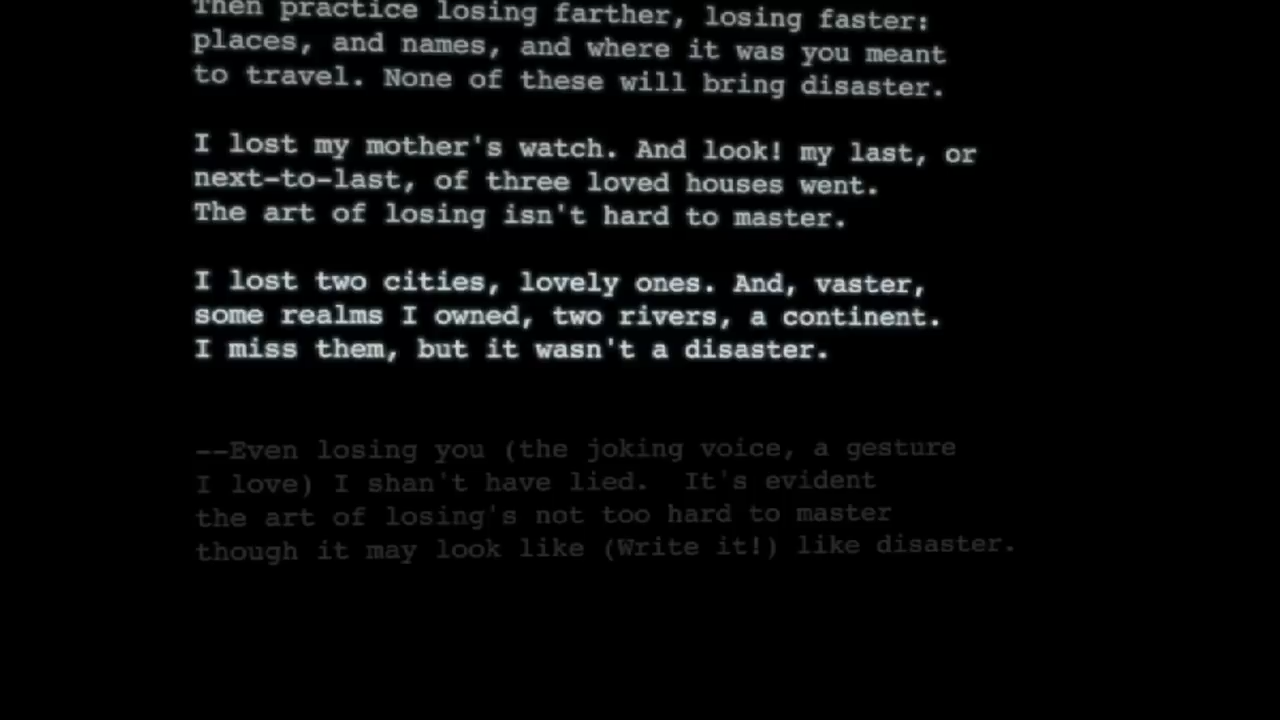 Then practice losing farther, losing faster:
places, and names, and where it was you meant
to travel. None of these will bring disaster.
I lost my mother's watch. And look! my last, or
next-to-last, of three loved houses went.
The art of losing isn't hard to master.
I lost two cities, lovely ones. And, vaster,
some realms I owned, two rivers, a continent.
I miss them, but it wasn't a disaster.
--Even losing you (the joking voice, a gesture
I love) I shan't have lied.  It's evident
the art of losing's not too hard to master
though it may look like (Write it!) like disaster.